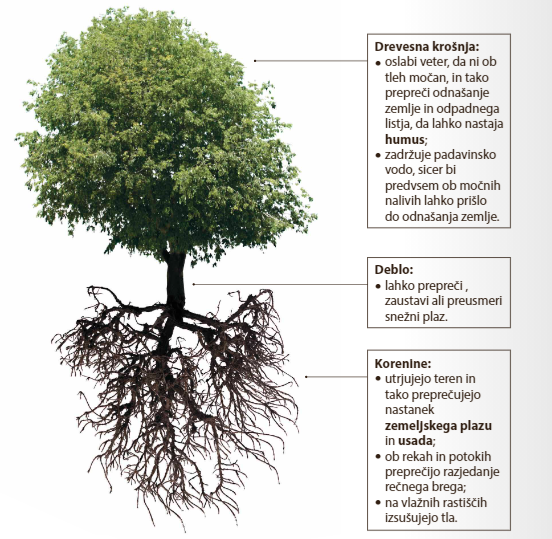 Drevesna krošnja:
• oslabi veter, da ni ob
tleh močan, in tako
prepreči odnašanje
zemlje in odpadnega
listja, da lahko nastaja
humus;
• zadržuje padavinsko
vodo, sicer bi
predvsem ob močnih
nalivih lahko prišlo
do odnašanja zemlje.
Deblo:
• lahko prepreči ,
zaustavi ali preusmeri
snežni plaz.
Korenine:
• utrjujejo teren in
tako preprečujejo
nastanek
zemeljskega plazu
in usada;
• ob rekah in potokih
preprečijo razjedanje
rečnega brega;
• na vlažnih rastiščih
izsušujejo tla.